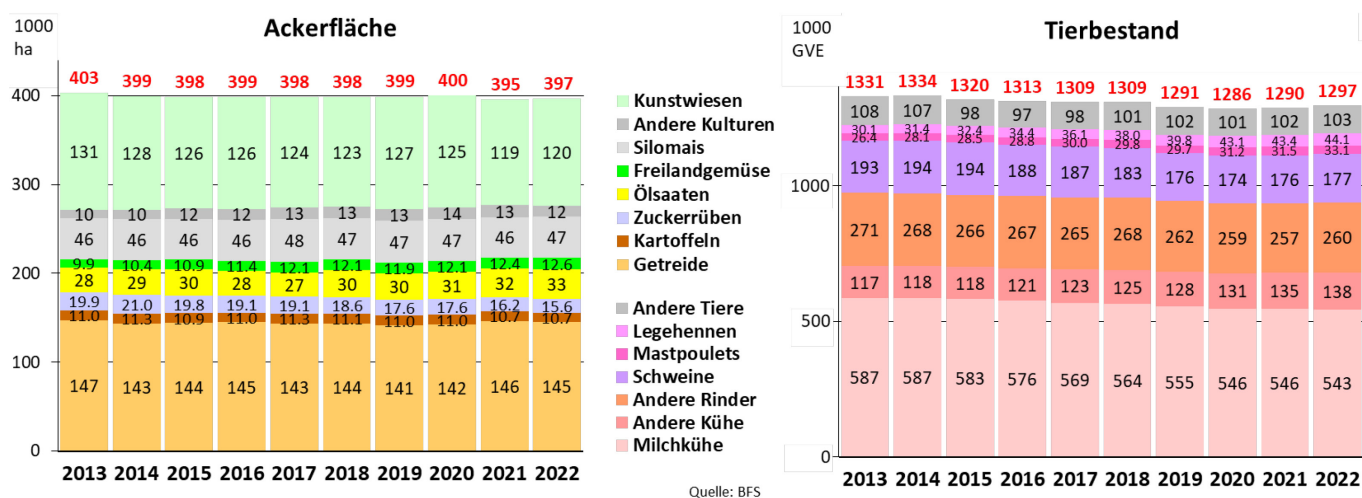 1000
ha
Ackerfläche
403 399 398 399 398 398 399 400 395 397
400
131 128 126 126 124 123 127 125 119 120
300
10 10 12 12 13 13 13 14 13 12
46 46 46 46 48 47 47 47 46 47
9.9 10.4 10.9 11.4 12.1 12.1 11.9 12.1 12.4 12.6
200
28 29 30 28 27 30 30 31 32 33
19.9 21.0 19.8 19.1 19.1 18.6 17.6 17.6 16.2 15.6
11.0 11.3 10.9 11.0 11.3 11.1 11.0 11.0 10.7 10.7
100
147 143 144 145 143 144 141 142 146 145
0
2013 2014 2015 2016 2017 2018 2019 2020 2021 2022
Kunstwiesen
Andere Kulturen
Silomais
Freilandgemüse
Ölsaaten
Zuckerrüben
Kartoffeln
Getreide
Andere Tiere
Legehennen
Mastpoulets
Schweine
Andere Rinder
Andere Kühe
Milchkühe
Quelle: BFS
1000
GVE
Tierbestand
1331 1334 1320 1313 1309 1309 1291 1286 1290 1297
108 107 98 97 98 101 102 101 102 103
30.1 31.4 32.4 34.4 36.1 38.0 39.8 43.1 43.4 44.1
26.4 28.1 28.5 28.8 30.0 29.8 29.7 31.2 31.5 33.1
193 194 194 188 187 183 176 174 176 177
1000
271 268 266 267 265 268 262 259 257 260
117 118 118 121 123 125 128 131 135 138
500
587 587 583 576 569 564 555 546 546 543
0
2013 2014 2015 2016 2017 2018 2019 2020 2021 2022